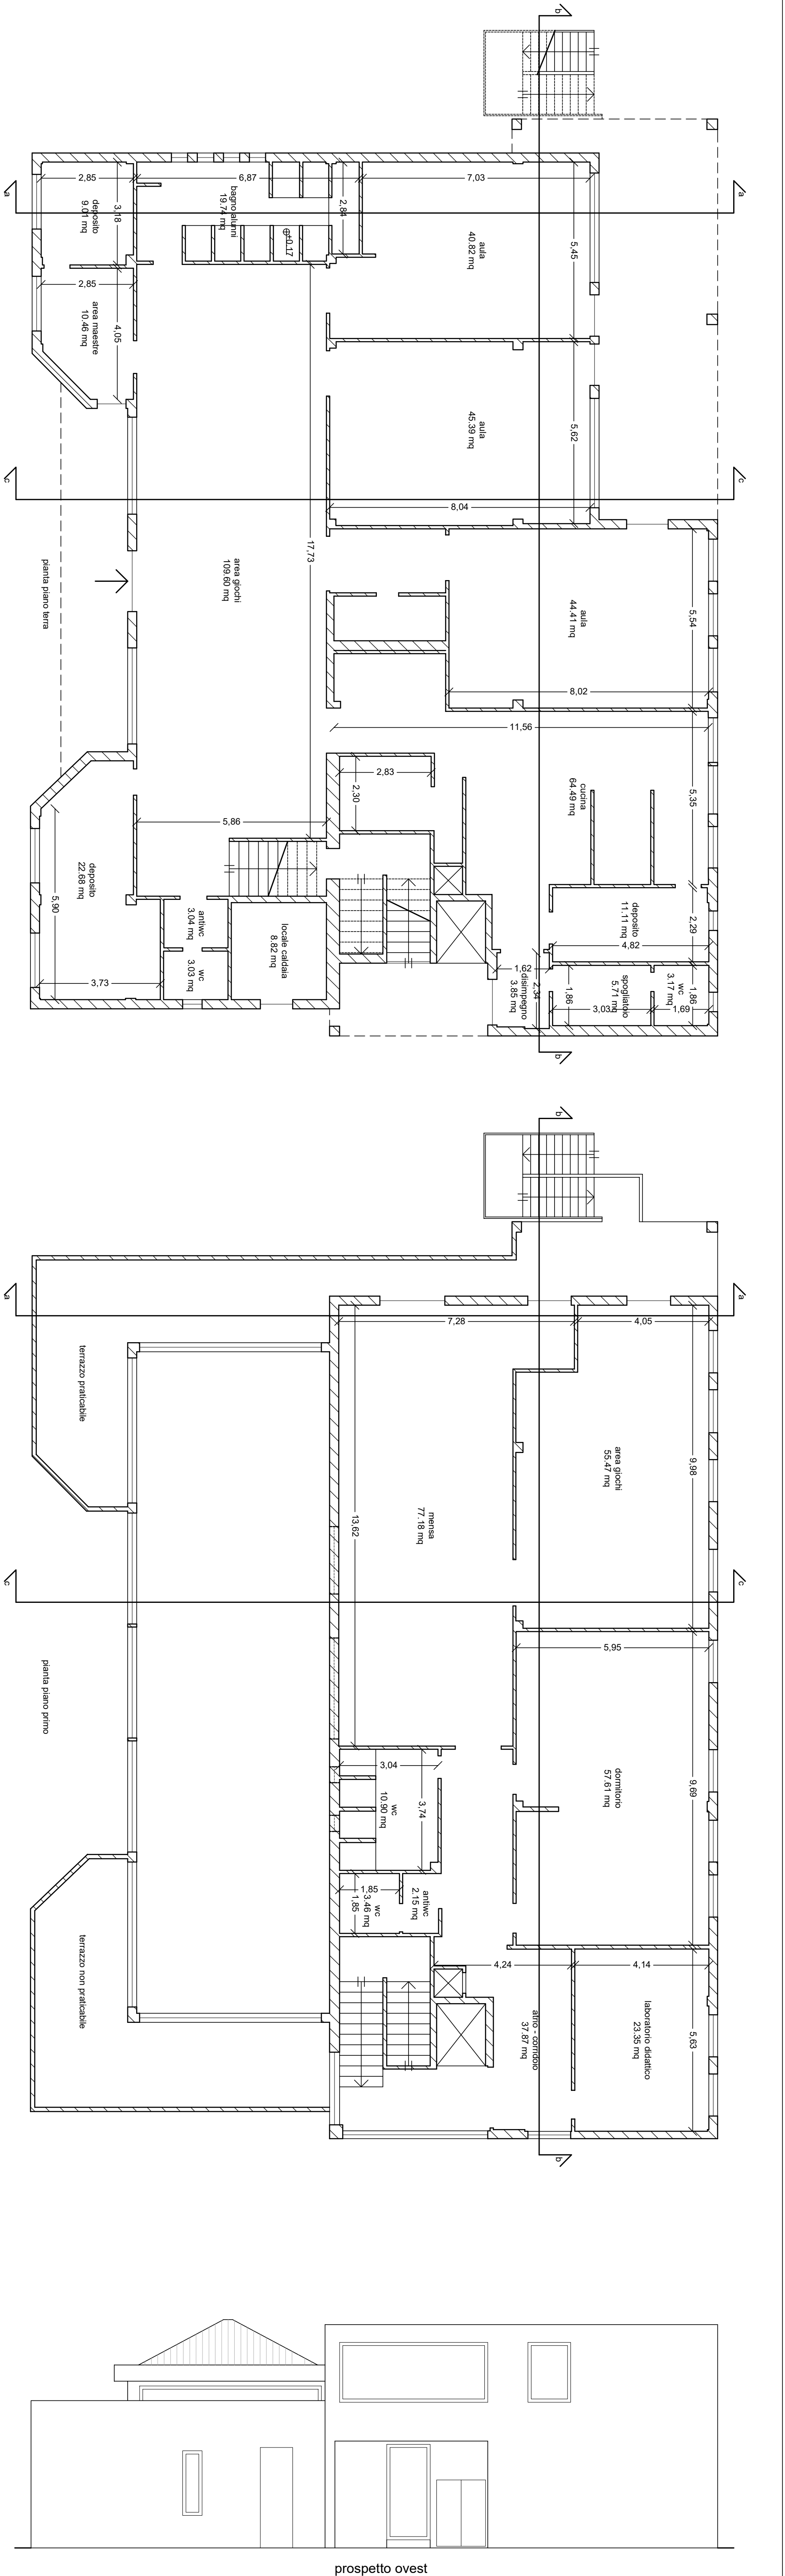 b
a
a
2,85
6,87
7,03
deposito
9.01 mq
3,18
bagno alunni
19.74 mq
2,84
+0.17
aula
40.82 mq
5,45
2,85
area maestre
10.46 mq
4,05
aula
45.39 mq
5,62
c
c
8,04
17,73
pianta piano terra
area giochi
109.60 mq
aula
44.41 mq
5,54
8,02
11,56
2,83
2,30
cucina
64.49 mq
5,35
5,86
deposito
22.68 mq
5,90
3,73
antiwc
3.04 mq
wc
3.03 mq
locale caldaia
8.82 mq
deposito
11.11 mq
2,29
4,82
1,62
disimpegno
3.85 mq
2,34
1,86
spogliatoio
5.71 mq
3,03
wc
3.17 mq
1,86
1,69
b
b
a
a
7,28
4,05
terrazzo praticabile
area giochi
55.47 mq
9,98
mensa
77.18 mq
13,62
c
c
5,95
pianta piano primo
dormitorio
57.61 mq
9,69
3,04
wc
10.90 mq
3,74
1,85
wc
3.46 mq
1,85
antiwc
2.15 mq
4,24
4,14
terrazzo non praticabile
atrio - corridoio
37.87 mq
laboratorio didattico
23.35 mq
5,63
b
prospetto ovest